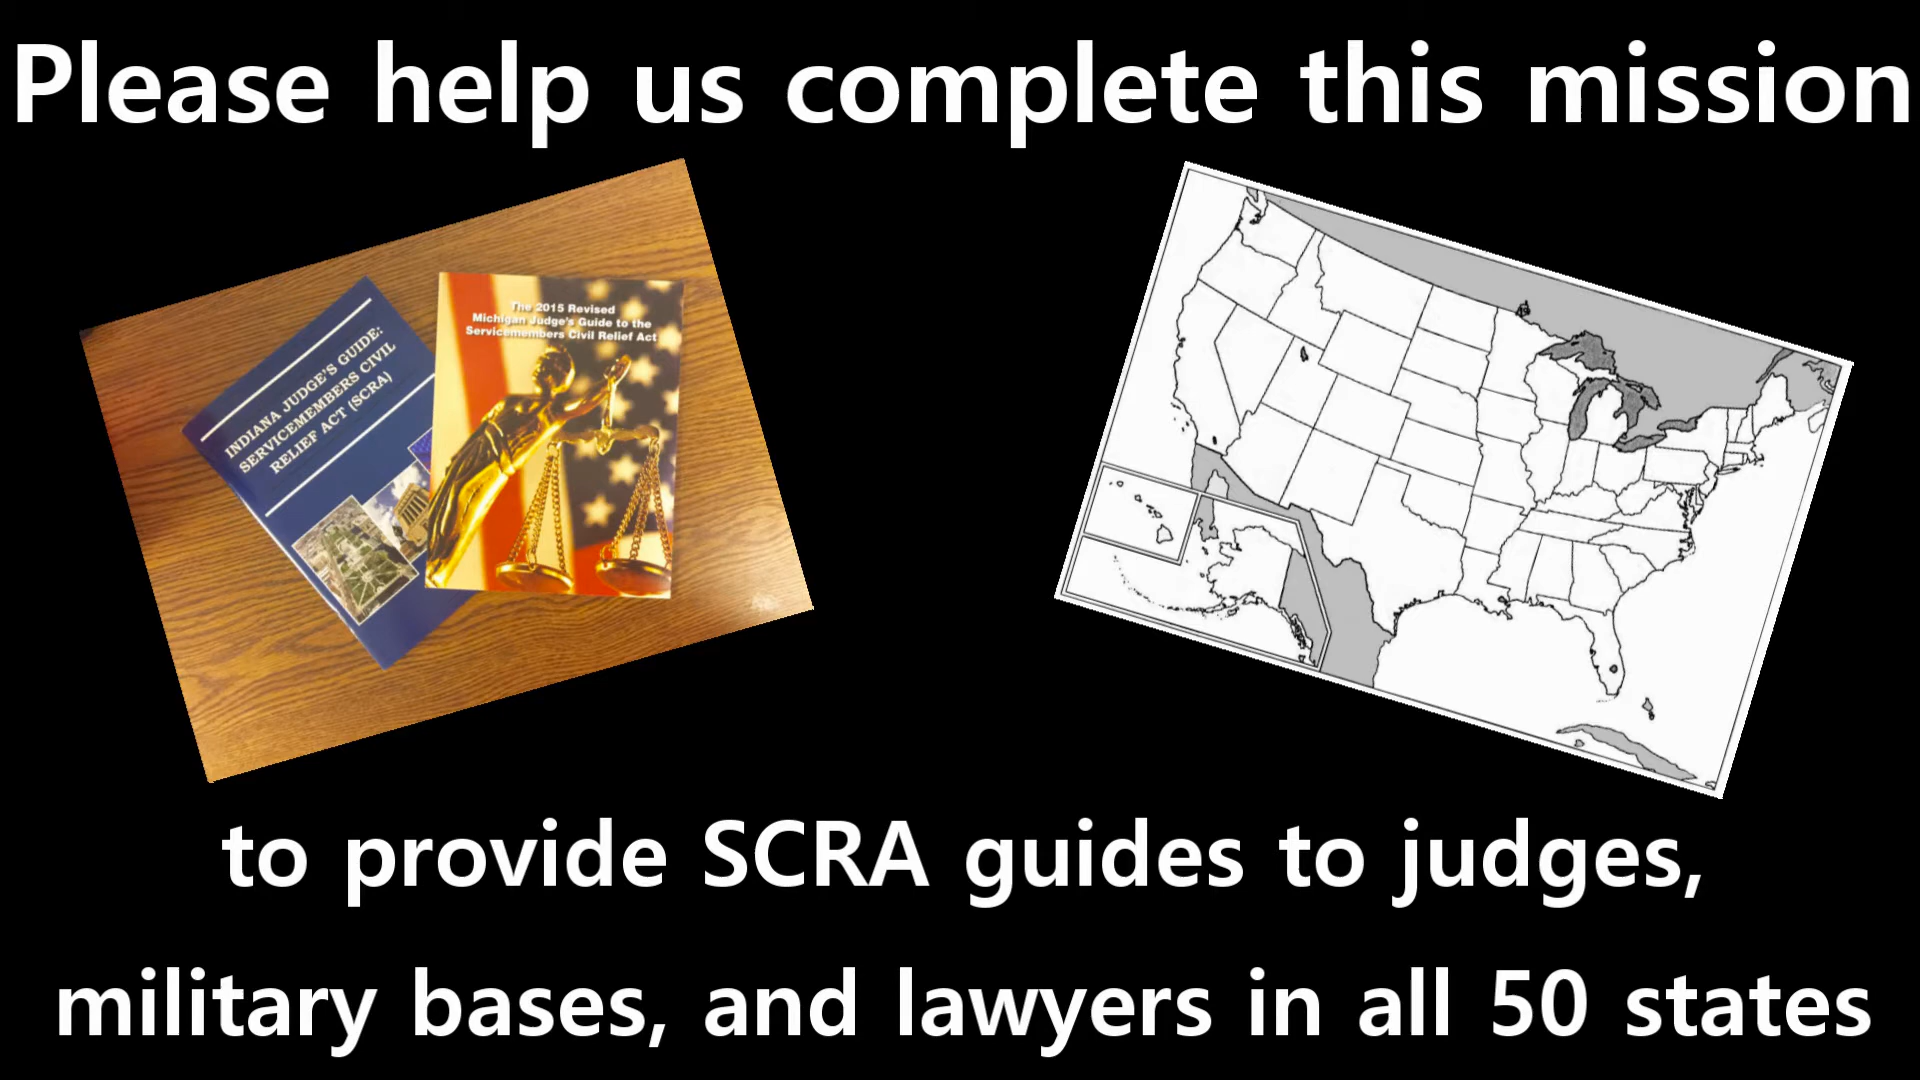 Please help us complete this mission
INDIANA JUDGE'S GUIDE:
SERVICEMEMBERS CIVIL
RELIEF ACT (SCRA)
The 2015 Revised
Michigan Judge's Guide to the
Servicemembers Civil Relief Act
to provide SCRA guides to judges,
military bases, and lawyers in all 50 states